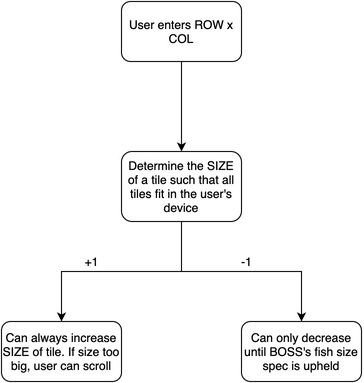 User enters ROW x
COL
Determine the SIZE
of a tile such that all
tiles fit in the user's
device
+1
-1
Can always increase
SIZE of tile. If size too
big, user can scroll
Can only decrease
until BOSS's fish size
spec is upheld